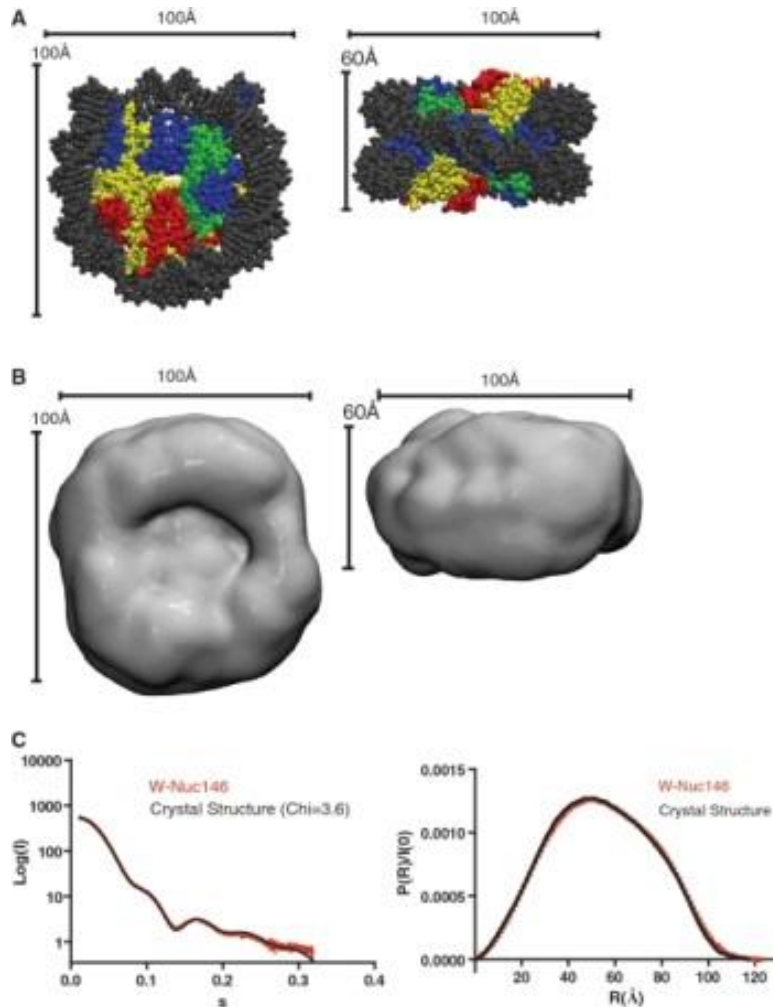 A
100Å
100Å
100Å
60Å
B
100Å
100Å
100Å
60Å
C
10000
1000
100
10
1
Log(I)
W-Nuc146
Crystal Structure (Chi=3.6)
0.0 0.1 0.2 0.3 0.4
s
0.0015
0.0010
0.0005
0.0000
P(R)/I(0)
W-Nuc146
Crystal Structure
20 40 60 80 100 120
R(Å)